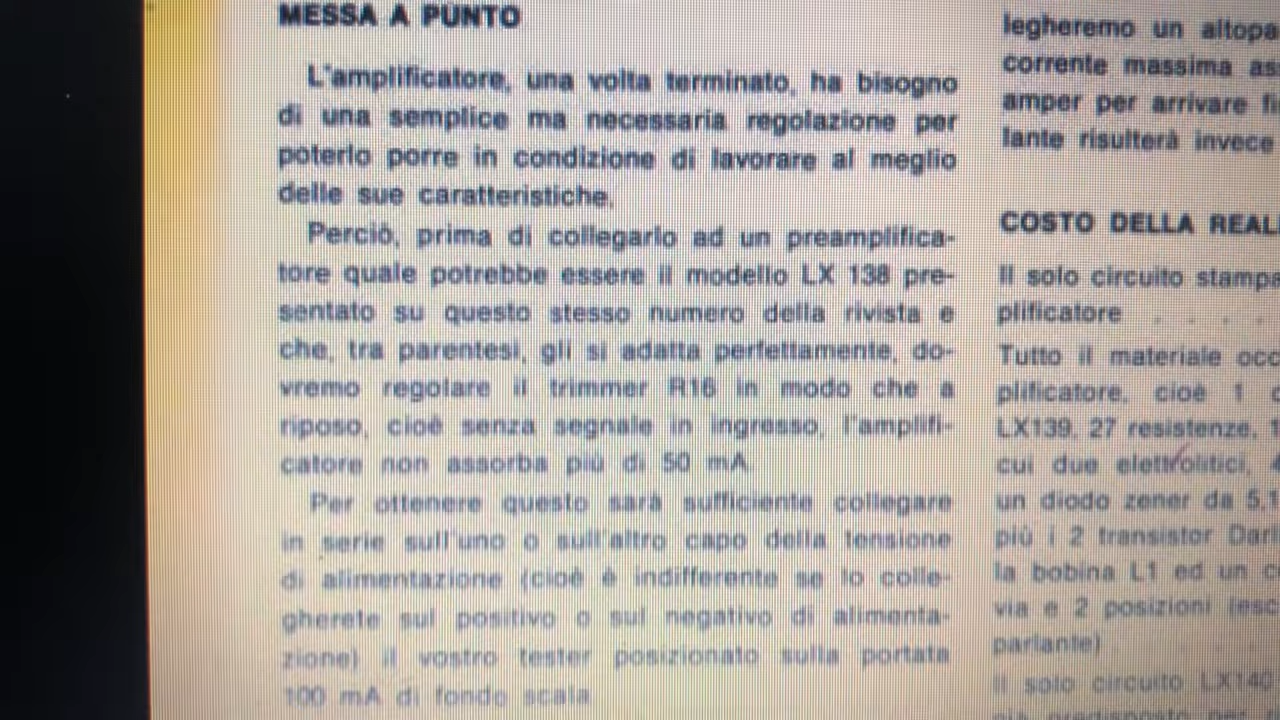 MESSA A PUNTO
L'amplificatore, una volta terminato, ha bisogno
di una semplice ma necessaria regolazione per
poterlo porre in condizione di lavorare al meglio
delle sue caratteristiche.
Perciò, prima di collegarlo ad un preamplifica-
tore quale potrebbe essere il modello LX 138 pre-
sentato su questo stesso numero della rivista e
che, tra parentesi, gli si adatta perfettamente, do-
vremo regolare il trimmer R16 in modo che a
riposo, cioè senza segnale in ingresso, l'amplifi-
catore non assorba più di 50 mA
Per ottenere questo sarà sufficiente collegare
in serie sull'uno o sull'altro capo della tensione
di alimentazione (cioè è indifferente se lo colle-
gherete sul positivo o sul negativo di alimenta-
zione) il vostro tester posizionato sulla portata
100 mA di fondo scala
legheremo un altopa
corrente massima as
amper per arrivare fi
lante risulterà invece
COSTO DELLA REAL
Il solo circuito stampa
plificatore . . . .
Tutto il materiale occ
plificatore, cioè 1 c
LX139, 27 resistenze, 1
cui due elettrolitici, 4
un diodo zener da 5,1
più i 2 transistor Darl
la bobina L1 ed un c
via e 2 posizioni (esc
parlante)
Il solo circuito LX140
già predisposto per